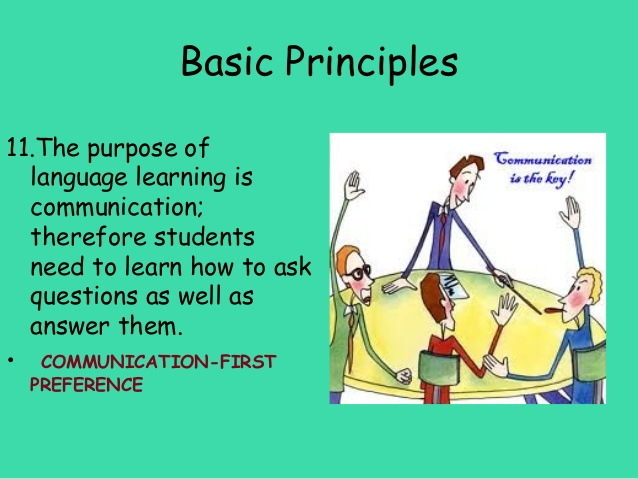 Basic Principles
11.The purpose of
language learning is
communication;
therefore students
need to learn how to ask
questions as well as
answer them.
• COMMUNICATION-FIRST
PREFERENCE
Communication
is the key!